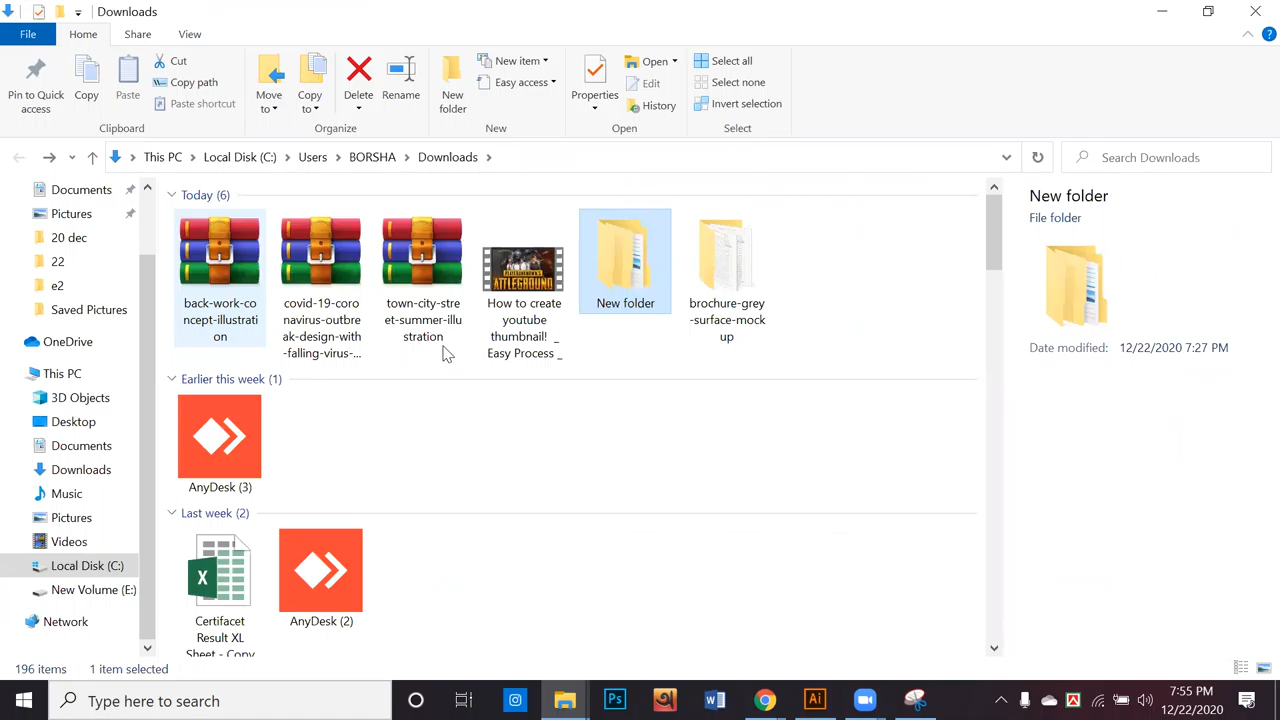 Downloads
File
Home
Share
View
Pin to Quick
access
Copy
Paste
Cut
Copy path
Paste shortcut
Clipboard
Move
to
Copy
to
Delete
Rename
Organize
New
folder
New item
Easy access
New
Properties
Open
Edit
History
Open
Select all
Select none
Invert selection
Select
This PC
Local Disk (C:)
Users
BORSHA
Downloads
Search Downloads
Documents
Pictures
20 dec
22
e2
Saved Pictures
OneDrive
This PC
3D Objects
Desktop
Documents
Downloads
Music
Pictures
Videos
Local Disk (C:)
New Volume (E:)
Network
Today (6)
back-work-co
ncept-illustrati
on
covid-19-coro
navirus-outbre
ak-design-with
-falling-virus-...
town-city-stre
et-summer-illu
stration
How to create
youtube
thumbnail! _
Easy Process _
New folder
brochure-grey
-surface-mock
up
Earlier this week (1)
AnyDesk (3)
Last week (2)
Certifacet
Result XL
Sheet - Copy
AnyDesk (2)
New folder
File folder
Date modified: 12/22/2020 7:27 PM
196 items
1 item selected
Type here to search
7:55 PM
12/22/2020